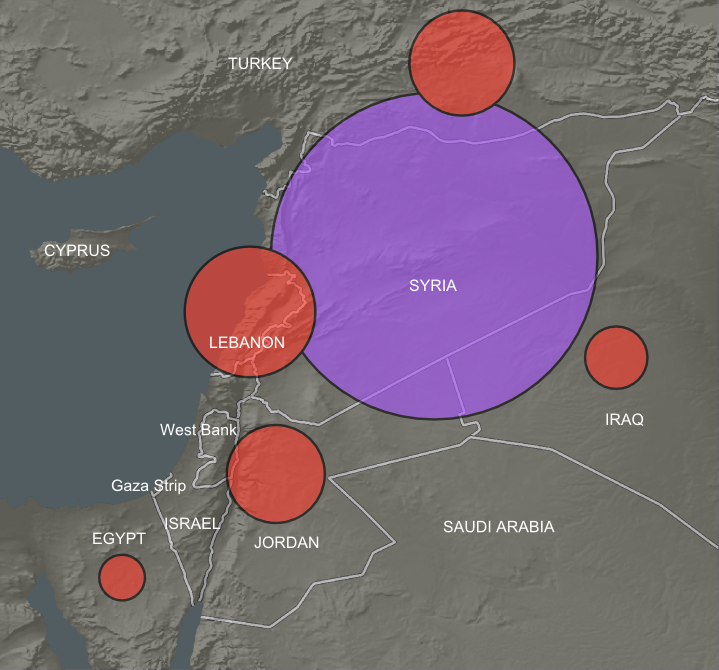 TURKEY
CYPRUS
SYRIA
LEBANON
IRAQ
West Bank
Gaza Strip
ISRAEL
SAUDI ARABIA
EGYPT
JORDAN